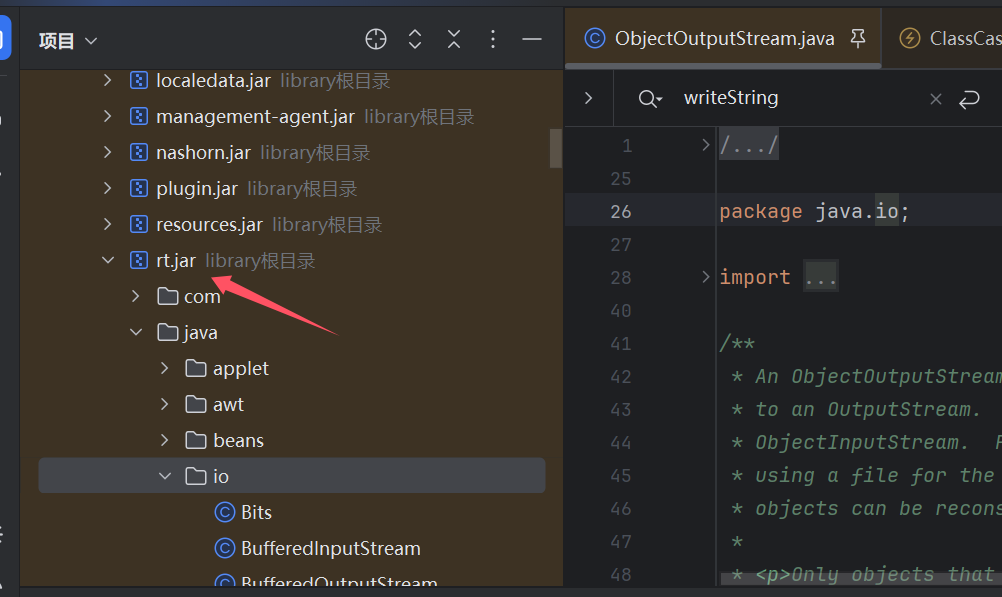 项目
localedata.jar library根目录
management-agent.jar library根目录
nashorn.jar library根目录
plugin.jar library根目录
resources.jar library根目录
rt.jar library根目录
com
java
applet
awt
beans
io
Bits
BufferedInputStream
BufferedOutputStream
ObjectOutputStream.java ClassCas
writeString
1 /.../
25
26 package java.io;
27
28 import ...
40
41 /**
42 * An ObjectOutputStream
43 * to an OutputStream.
44 * ObjectInputStream.
45 * using a file for the
46 * objects can be recons
47 *
48 * <p>Only objects that